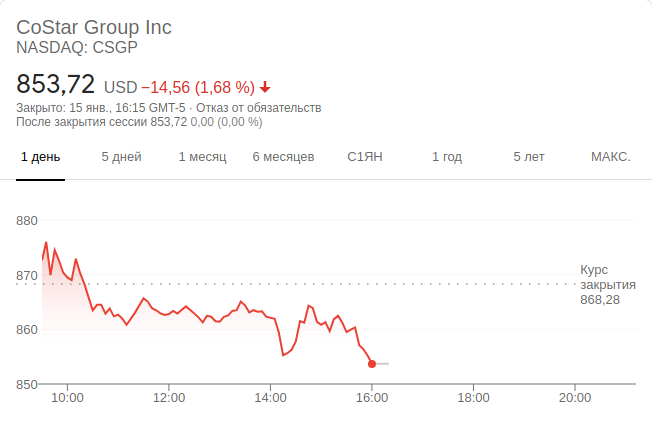 CoStar Group Inc
NASDAQ: CSGP
853,72 USD −14,56 (1,68 %)
Закрыто: 15 янв., 16:15 GMT-5 · Отказ от обязательств
После закрытия сессии 853,72 0,00 (0,00 %)
1 день 5 дней 1 месяц 6 месяцев С1ЯН 1 год 5 лет МАКС.
880
870
860
850
Курс
закрытия
868,28
10:00 12:00 14:00 16:00 18:00 20:00